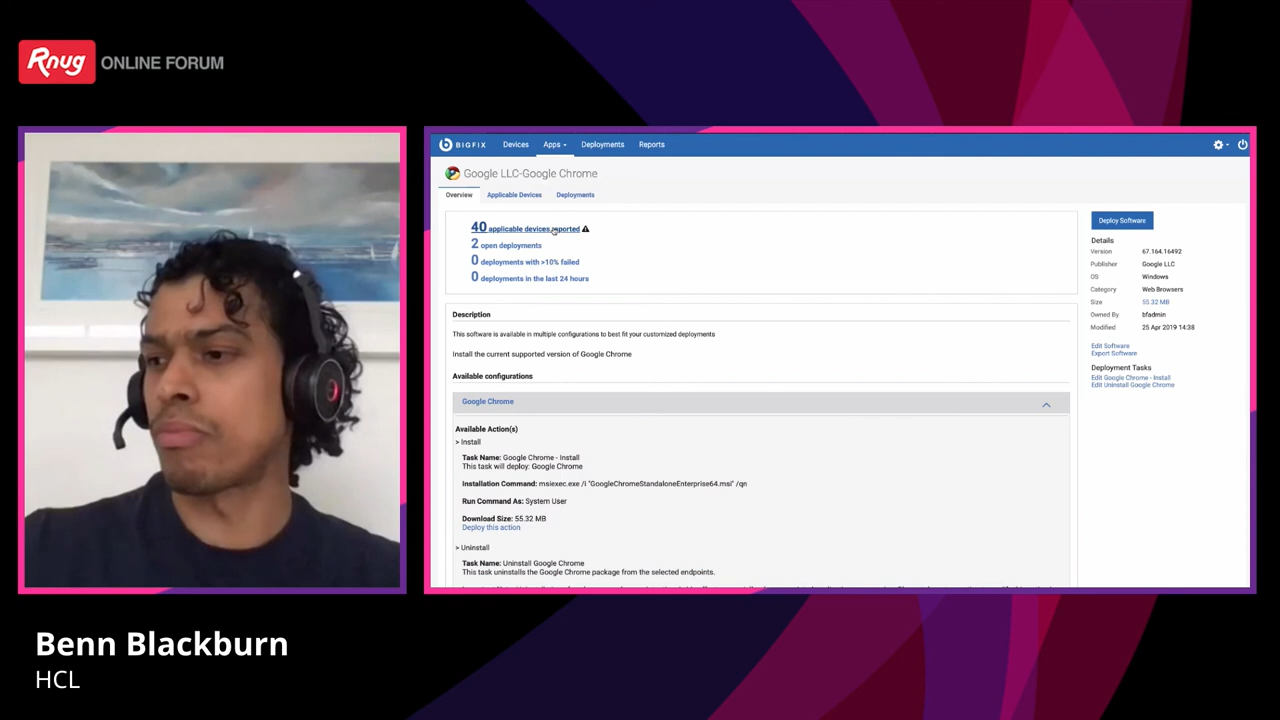 Rnug ONLINE FORUM
BIGFIX Devices Apps Deployments Reports
Google LLC-Google Chrome
Overview Applicable Devices Deployments
40 applicable devices reported
2 open deployments
0 deployments with >10% failed
0 deployments in the last 24 hours
Description
This software is available in multiple configurations to best fit your customized deployments
Install the current supported version of Google Chrome
Available configurations
Google Chrome
Available Action(s)
> Install
Task Name: Google Chrome - Install
This task will deploy: Google Chrome
Installation Command: msiexec.exe /i "GoogleChromeStandaloneEnterprise64.msi" /qn
Run Command As: System User
Download Size: 55.32 MB
Deploy this action
> Uninstall
Task Name: Uninstall Google Chrome
This task uninstalls the Google Chrome package from the selected endpoints.
Deploy Software
Details
Version 67.164.16492
Publisher Google LLC
OS Windows
Category Web Browsers
Size 55.32 MB
Owned By bfadmin
Modified 25 Apr 2019 14:38
Edit Software
Export Software
Deployment Tasks
Edit Google Chrome - Install
Edit Uninstall Google Chrome
Benn Blackburn
HCL